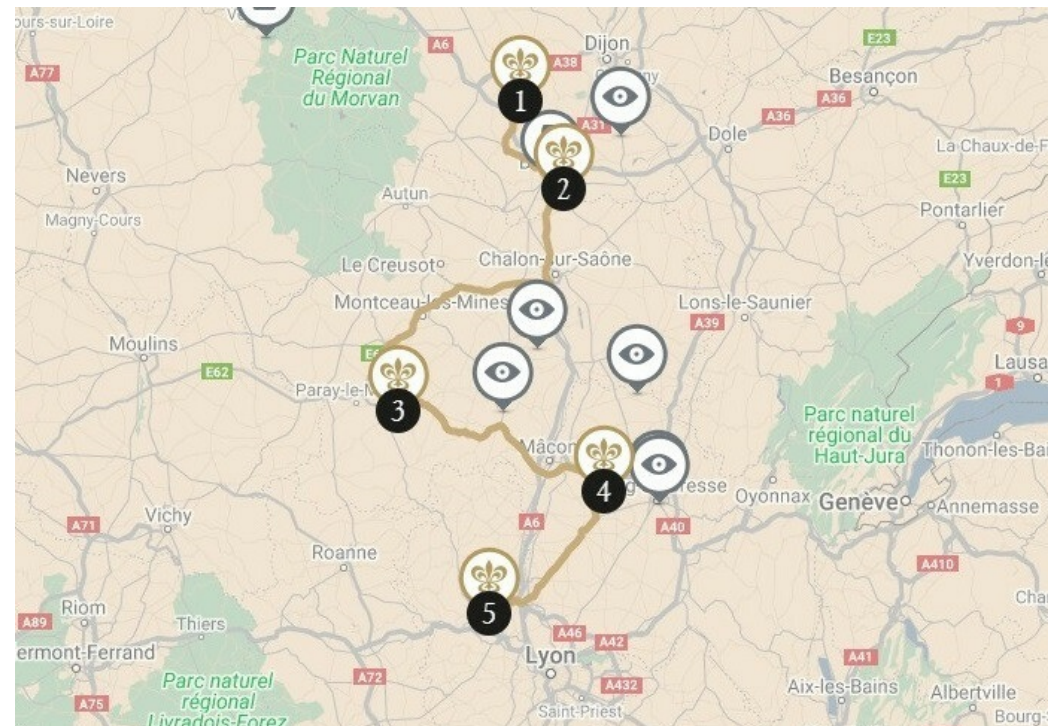 ours-sur-Loire
A6
A38
Dijon
E23
Besançon
A77
Parc Naturel
Régional
du Morvan
1
A31
A36
A36
Dole
La Chaux-de-F
Nevers
Autun
2
E23
Magny-Cours
Pontarlier
Le Creusot
Chalon-sur-Saône
Yverdon-le
Montceau-les-Mines
Lons-le-Saunier
A39
9
Moulins
E62
Lausa
1
Paray-le-M
3
Parc naturel
régional du
Haut-Jura
Mâcon
Thonon-les-Bai
4
Oyonnax
Genève
Annemasse
A71
Vichy
A6
A40
Roanne
A410
5
Riom
Cha
A89
Thiers
A46
A42
ermont-Ferrand
Lyon
A41
A72
A432
Aix-les-Bains
Albertville
A75
Parc naturel
régional
Livradois-Forez
Saint-Priest
Bourg-